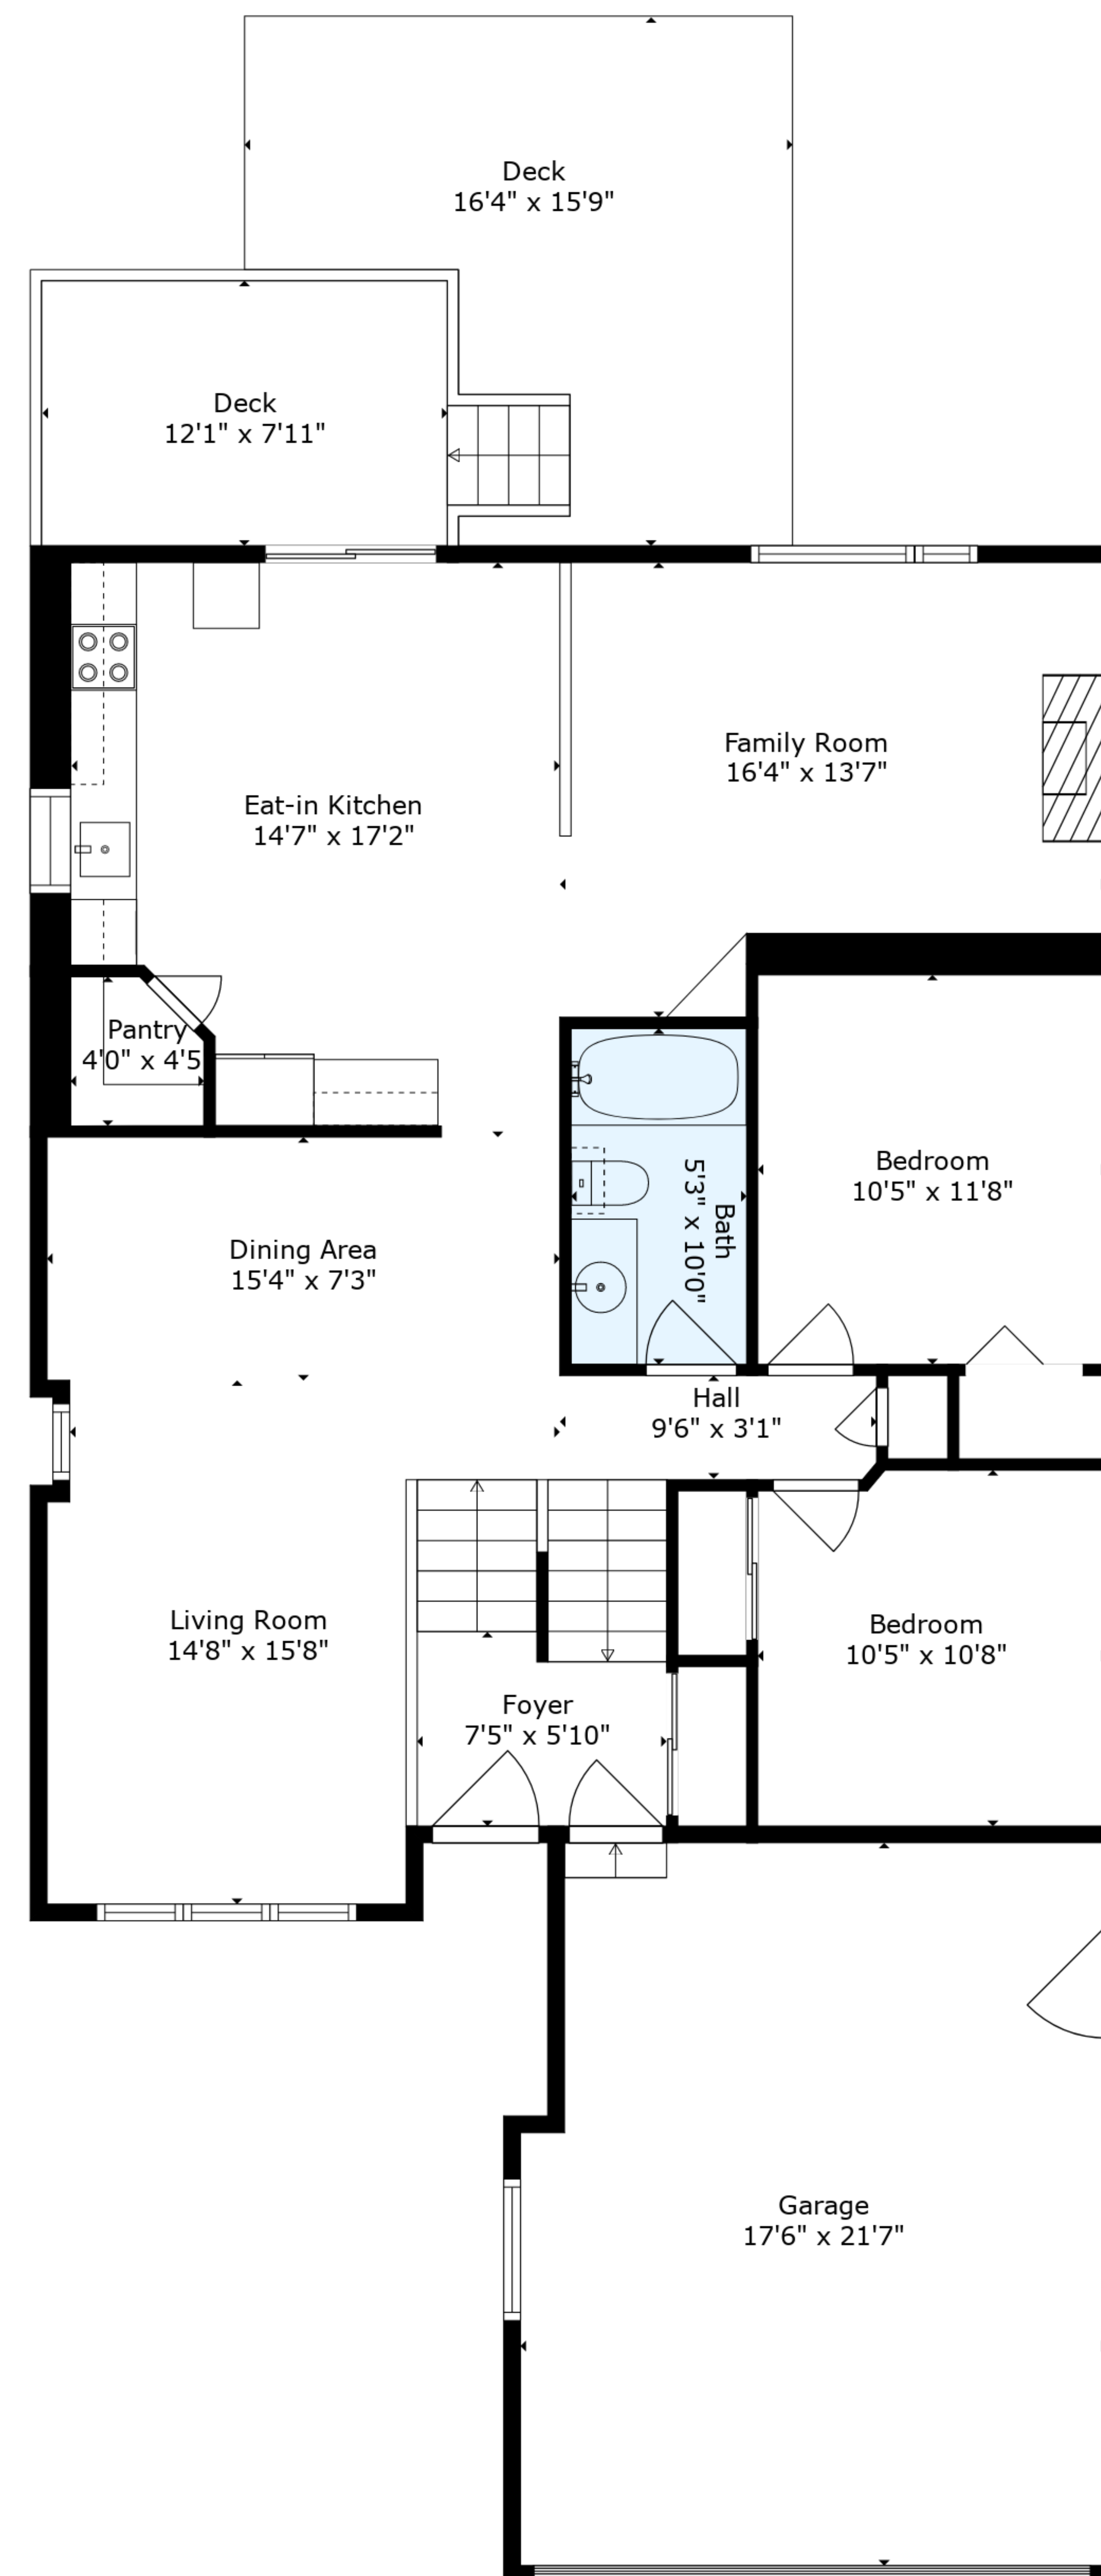 Deck
16'4" x 15'9"
Deck
12'1" x 7'11"
Family Room
16'4" x 13'7"
Eat-in Kitchen
14'7" x 17'2"
Pantry
4'0" x 4'5
Bath
5'3" x 10'0"
Bedroom
10'5" x 11'8"
Dining Area
15'4" x 7'3"
Hall
9'6" x 3'1"
Living Room
14'8" x 15'8"
Bedroom
10'5" x 10'8"
Foyer
7'5" x 5'10"
Garage
17'6" x 21'7"